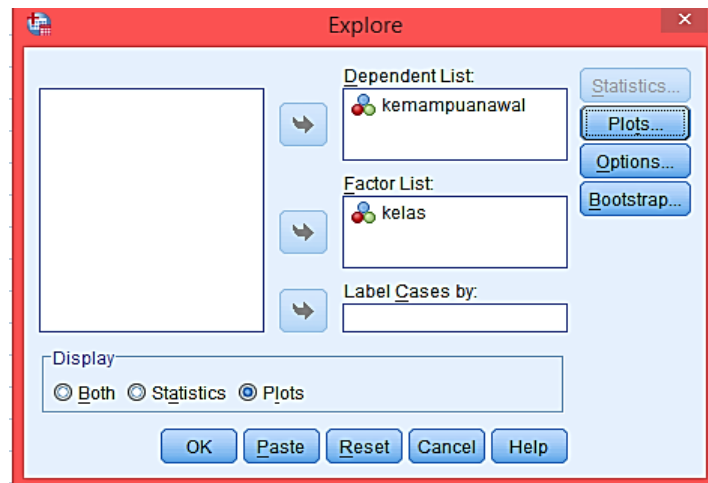 Explore
Dependent List:
kemampuanawal
Factor List:
kelas
Label Cases by:
Statistics...
Plots...
Options...
Bootstrap...
Display
Both Statistics Plots
OK Paste Reset Cancel Help